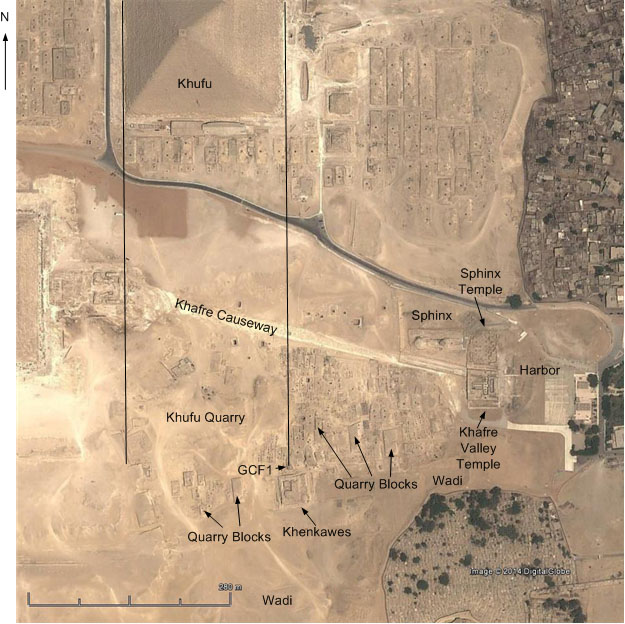 N
Khufu
Sphinx
Temple
Khafre Causeway
Sphinx
Harbor
Khufu Quarry
Khafre
Valley
Temple
GCF1
Quarry Blocks
Wadi
Quarry Blocks
Khenkawes
Image © 2014 DigitalGlobe
280 m
Wadi